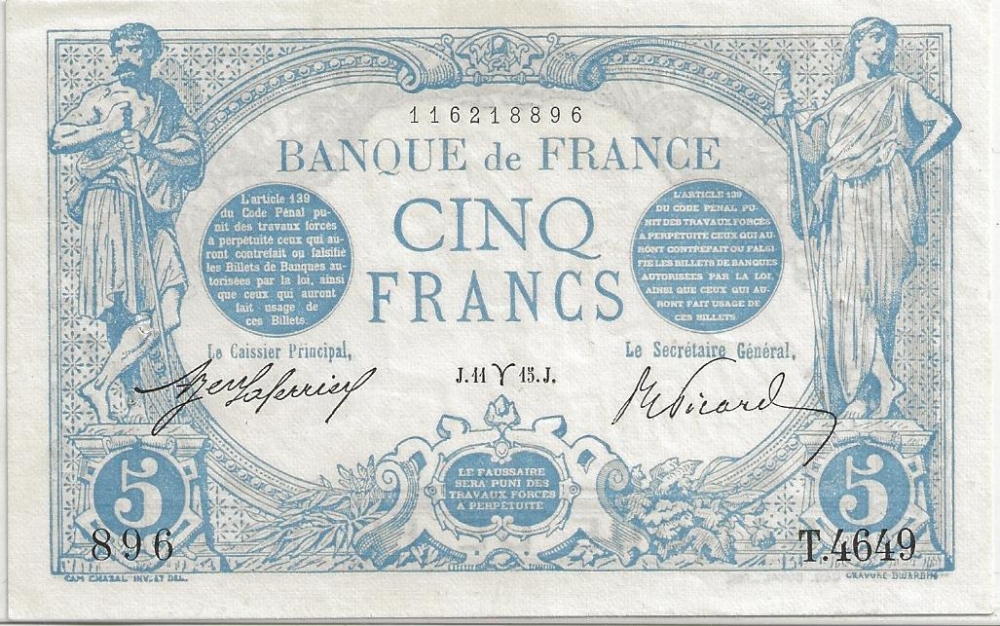 116218896
BANQUE de FRANCE
CINQ
FRANCS
L'article 139
du Code Pénal pu-
nit des travaux forcés
à perpétuité ceux qui au-
ront contrefait ou falsifié
les Billets de Banques au-
torisées par la loi, ainsi
que ceux qui auront
fait usage de
ces Billets.
L'ARTICLE 139
DU CODE PÉNAL PU-
NIT DES TRAVAUX FORCÉS
A PERPÉTUITÉ CEUX QUI AU-
RONT CONTREFAIT OU FALSI-
FIÉ LES BILLETS DE BANQUES
AUTORISÉES PAR LA LOI,
AINSI QUE CEUX QUI AU-
RONT FAIT USAGE DE
CES BILLETS
Le Caissier Principal,
Le Secrétaire Général,
J.11 15.J.
Picard
LE FAUSSAIRE
SERA PUNI DES
TRAVAUX FORCÉS
A PERPÉTUITÉ
5
5
896
T.4649
CAM CHAZAL INV. ET DEL.